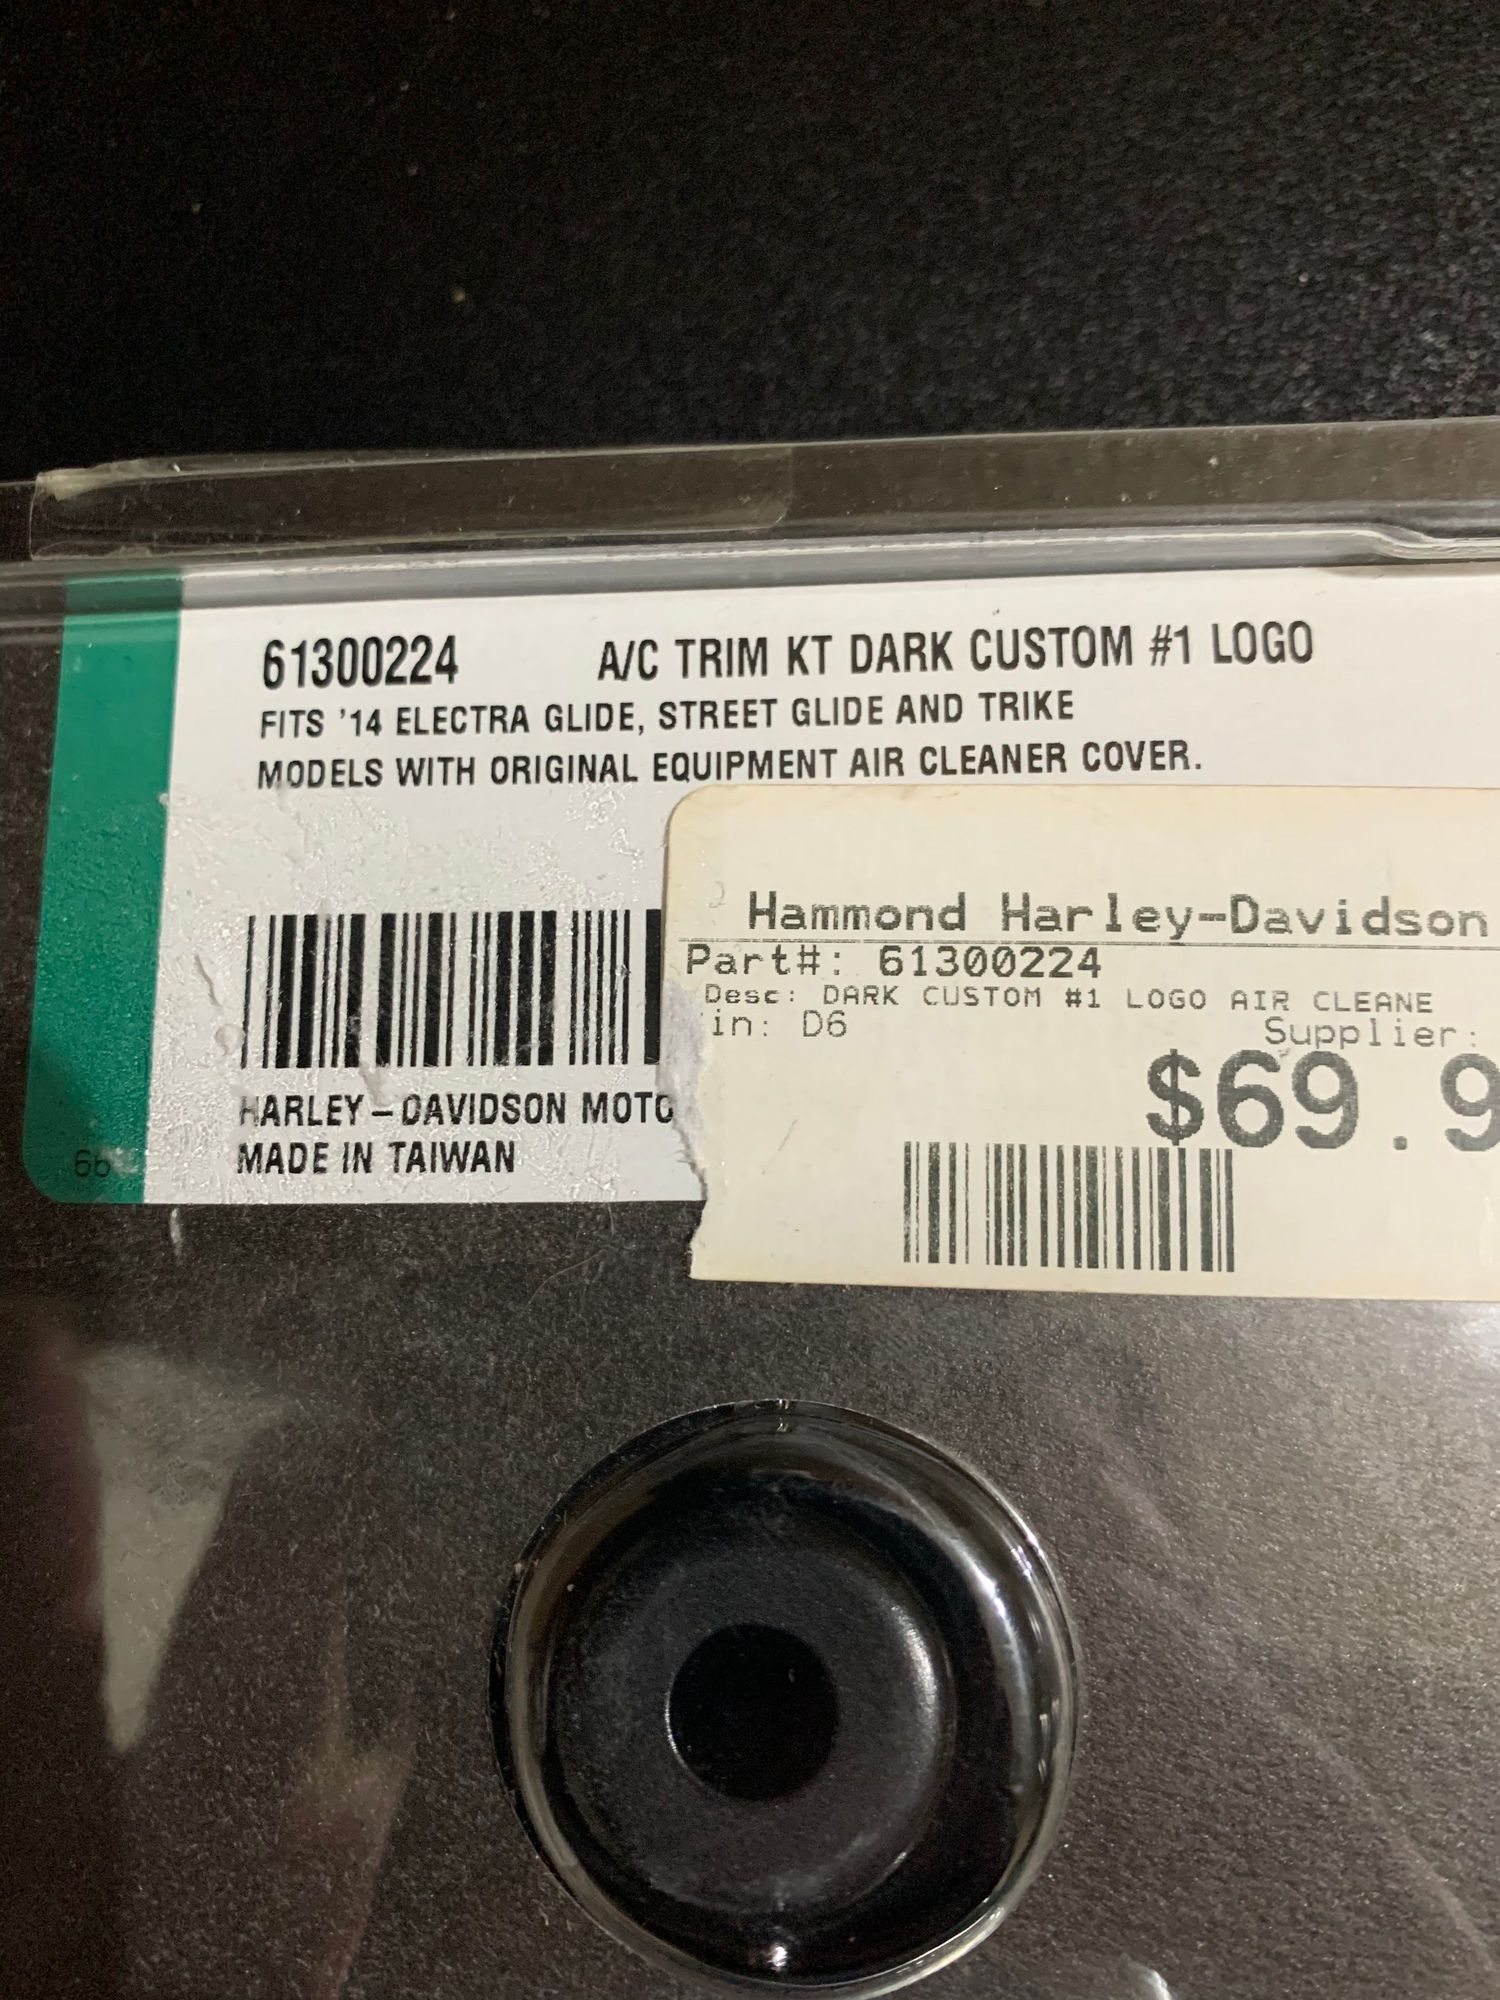 61300224 A/C TRIM KT DARK CUSTOM #1 LOGO
FITS '14 ELECTRA GLIDE, STREET GLIDE AND TRIKE
MODELS WITH ORIGINAL EQUIPMENT AIR CLEANER COVER.
HARLEY-DAVIDSON MOTO
MADE IN TAIWAN
6b
Hammond Harley-Davidson
Part#: 61300224
Desc: DARK CUSTOM #1 LOGO AIR CLEANE
in: D6 Supplier:
$69.9